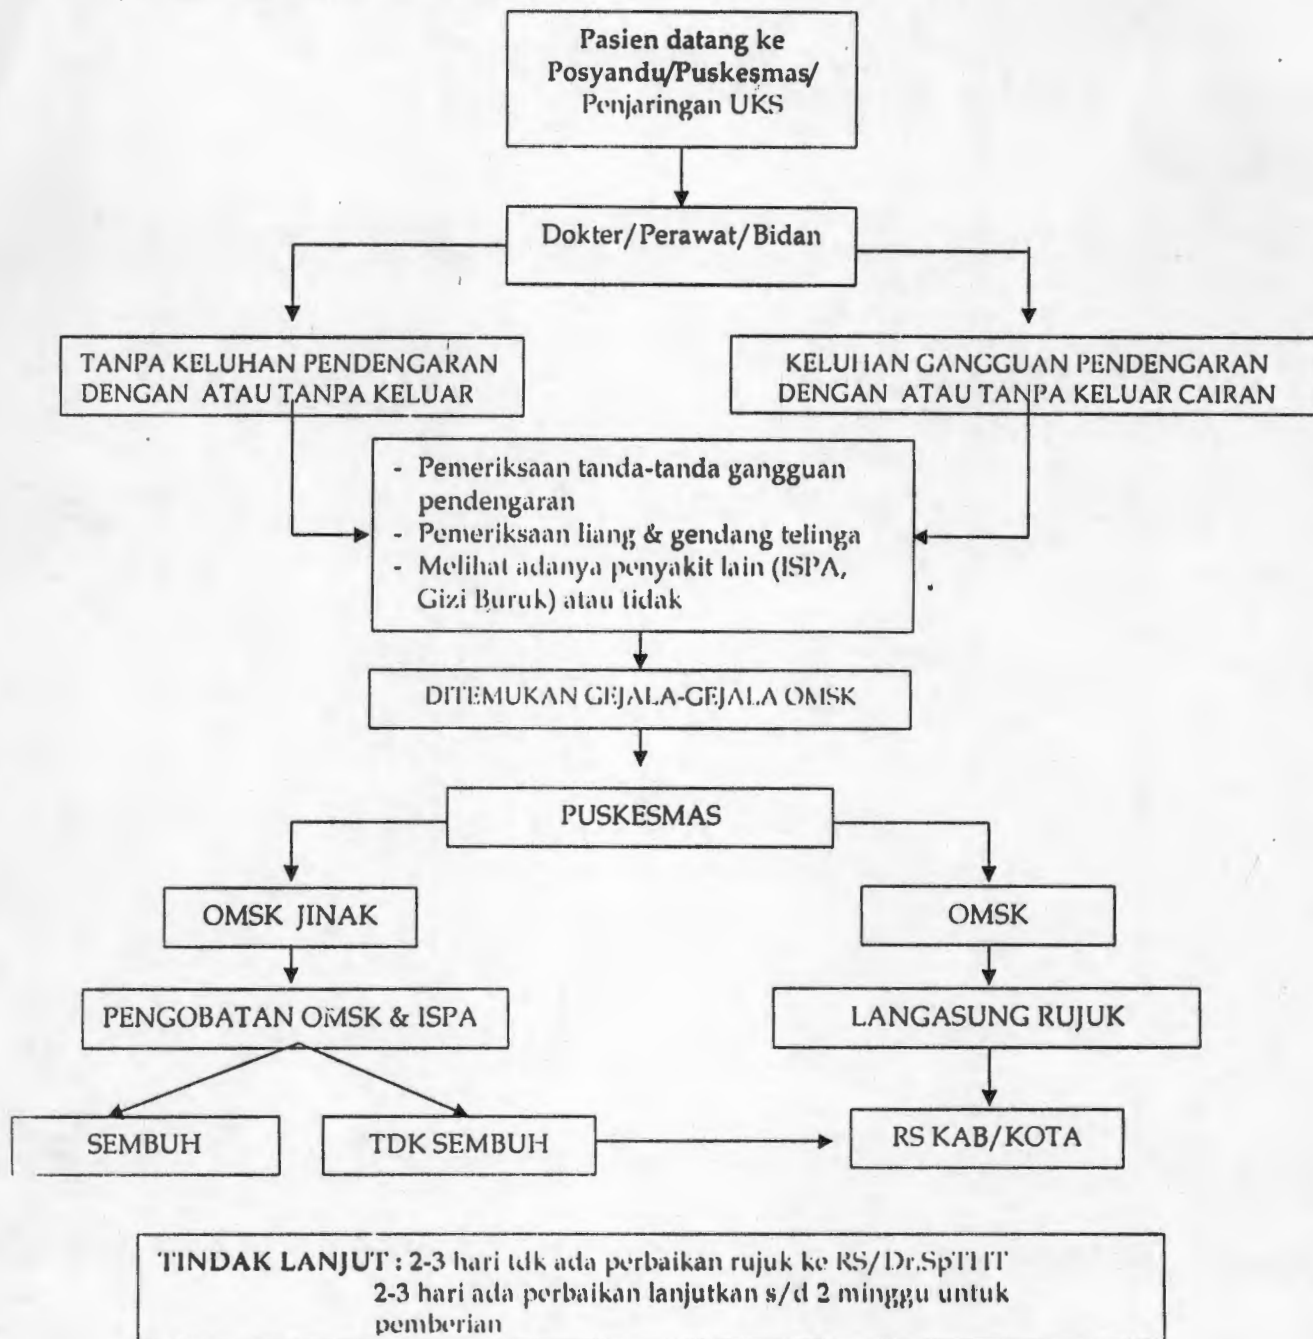 Pasien datang ke
Posyandu/Puskesmas/
Penjaringan UKS
Dokter/Perawat/Bidan
TANPA KELUHAN PENDENGARAN
DENGAN ATAU TANPA KELUAR
KELUHAN GANGGUAN PENDENGARAN
DENGAN ATAU TANPA KELUAR CAIRAN
- Pemeriksaan tanda-tanda gangguan
pendengaran
- Pemeriksaan liang & gendang telinga
- Melihat adanya penyakit lain (ISPA,
Gizi Buruk) atau tidak
DITEMUKAN GEJALA-GEJALA OMSK
PUSKESMAS
OMSK JINAK
OMSK
PENGOBATAN OMSK & ISPA
LANGASUNG RUJUK
SEMBUH
TDK SEMBUH
RS KAB/KOTA
TINDAK LANJUT : 2-3 hari tdk ada perbaikan rujuk ke RS/Dr.SpTHT
2-3 hari ada perbaikan lanjutkan s/d 2 minggu untuk
pemberian